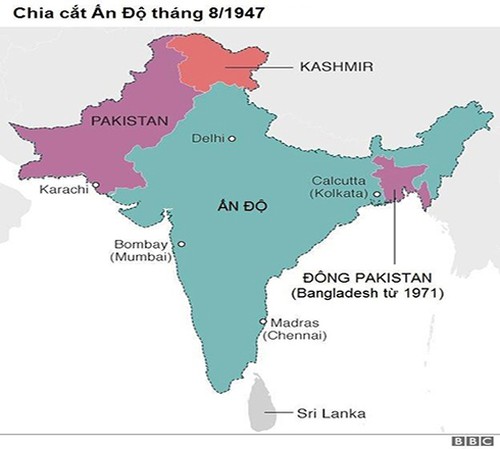 Chia cắt Ấn Độ tháng 8/1947
KASHMIR
PAKISTAN
Delhi
Karachi
Calcutta
(Kolkata)
ẤN ĐỘ
Bombay
(Mumbai)
ĐÔNG PAKISTAN
(Bangladesh từ 1971)
Madras
(Chennai)
Sri Lanka
BBC